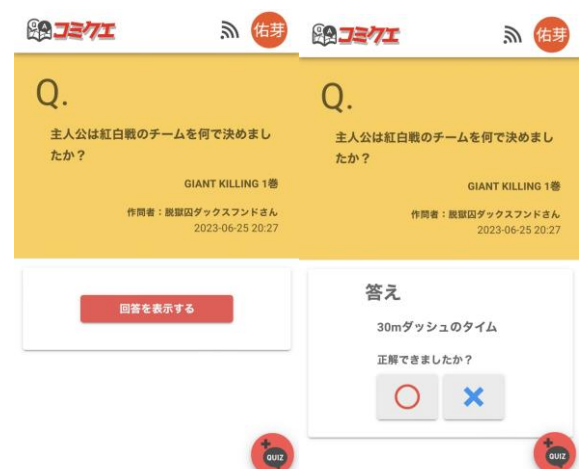 Q A コミクエ
佑芽
Q.
主人公は紅白戦のチームを何で決めまし
たか？
GIANT KILLING 1巻
作問者：脱獄囚ダックスフンドさん
2023-06-25 20:27
回答を表示する
+
QUIZ
Q A コミクエ
佑芽
Q.
主人公は紅白戦のチームを何で決めまし
たか？
GIANT KILLING 1巻
作問者：脱獄囚ダックスフンドさん
2023-06-25 20:27
答え
30mダッシュのタイム
正解できましたか？
+
QUIZ